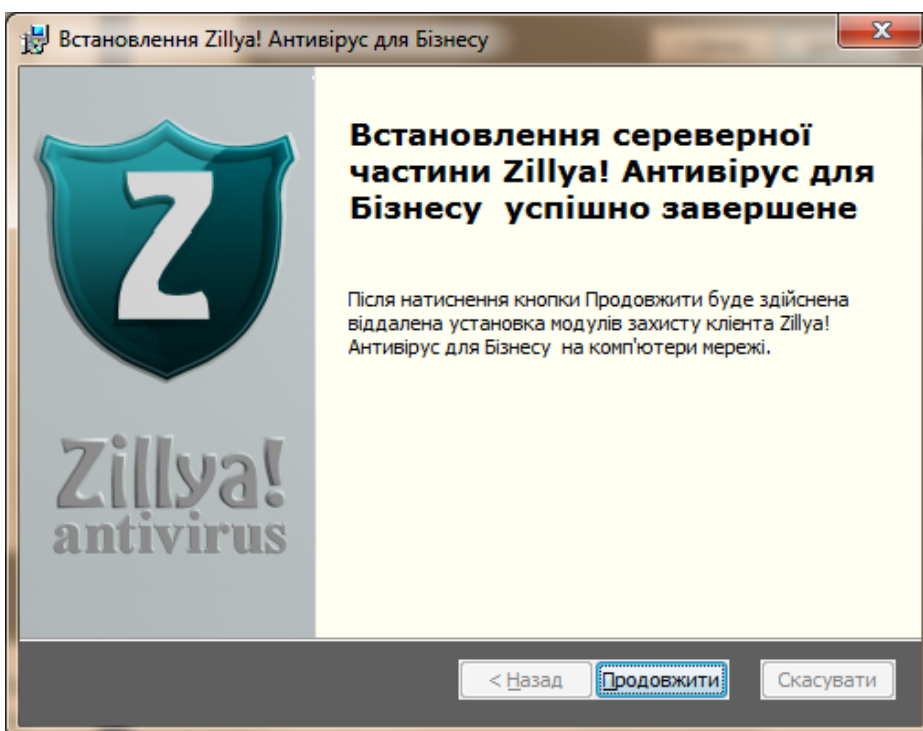 Встановлення Zillya! Антивірус для Бізнесу
Встановлення сереверної
частини Zillya! Антивірус для
Бізнесу успішно завершене
Після натиснення кнопки Продовжити буде здійснена
віддалена установка модулів захисту клієнта Zillya!
Антивірус для Бізнесу на комп'ютери мережі.
Z
Zillya!
antivirus
< Назад Продовжити Скасувати